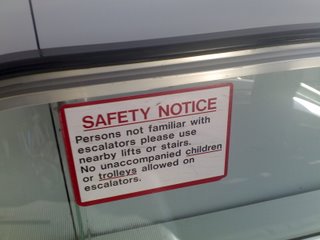 SAFETY NOTICE
Persons not familiar with
escalators please use
nearby lifts or stairs.
No unaccompanied children
or trolleys allowed on
escalators.